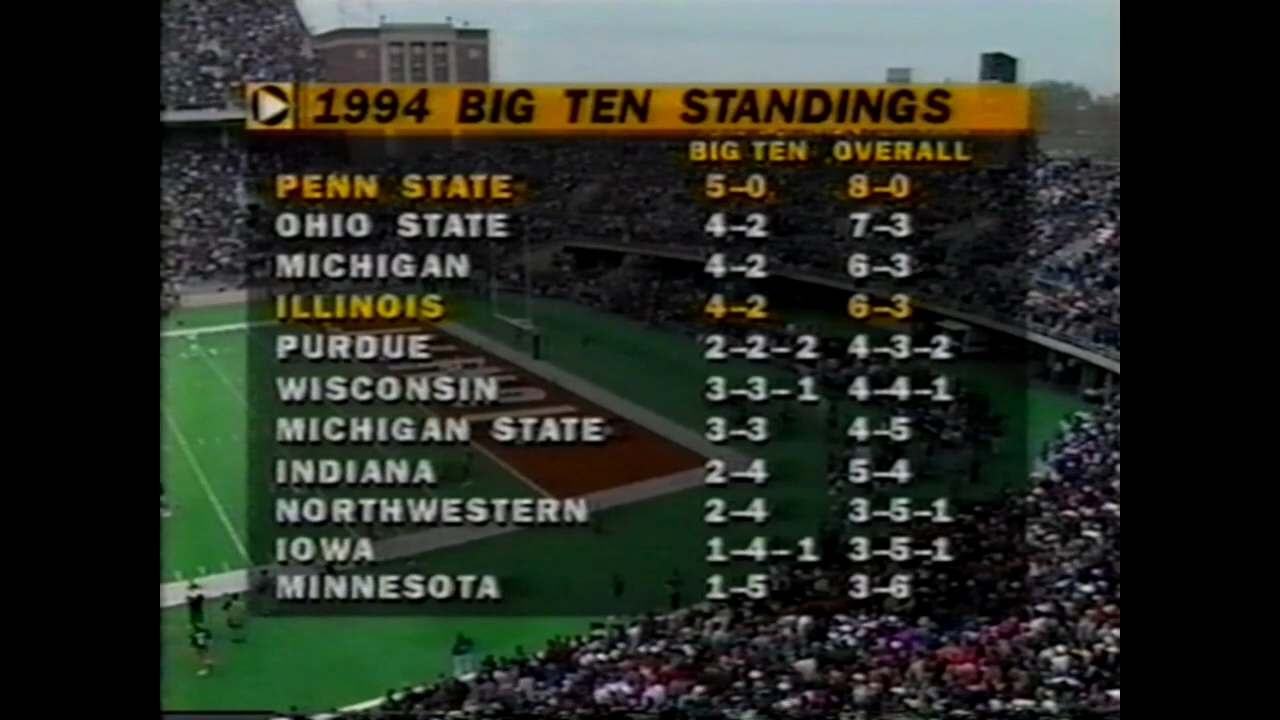 1994 BIG TEN STANDINGS
BIG TEN OVERALL
PENN STATE 5-0 8-0
OHIO STATE 4-2 7-3
MICHIGAN 4-2 6-3
ILLINOIS 4-2 6-3
PURDUE 2-2-2 4-3-2
WISCONSIN 3-3-1 4-4-1
MICHIGAN STATE 3-3 4-5
INDIANA 2-4 5-4
NORTHWESTERN 2-4 3-5-1
IOWA 1-4-1 3-5-1
MINNESOTA 1-5 3-6